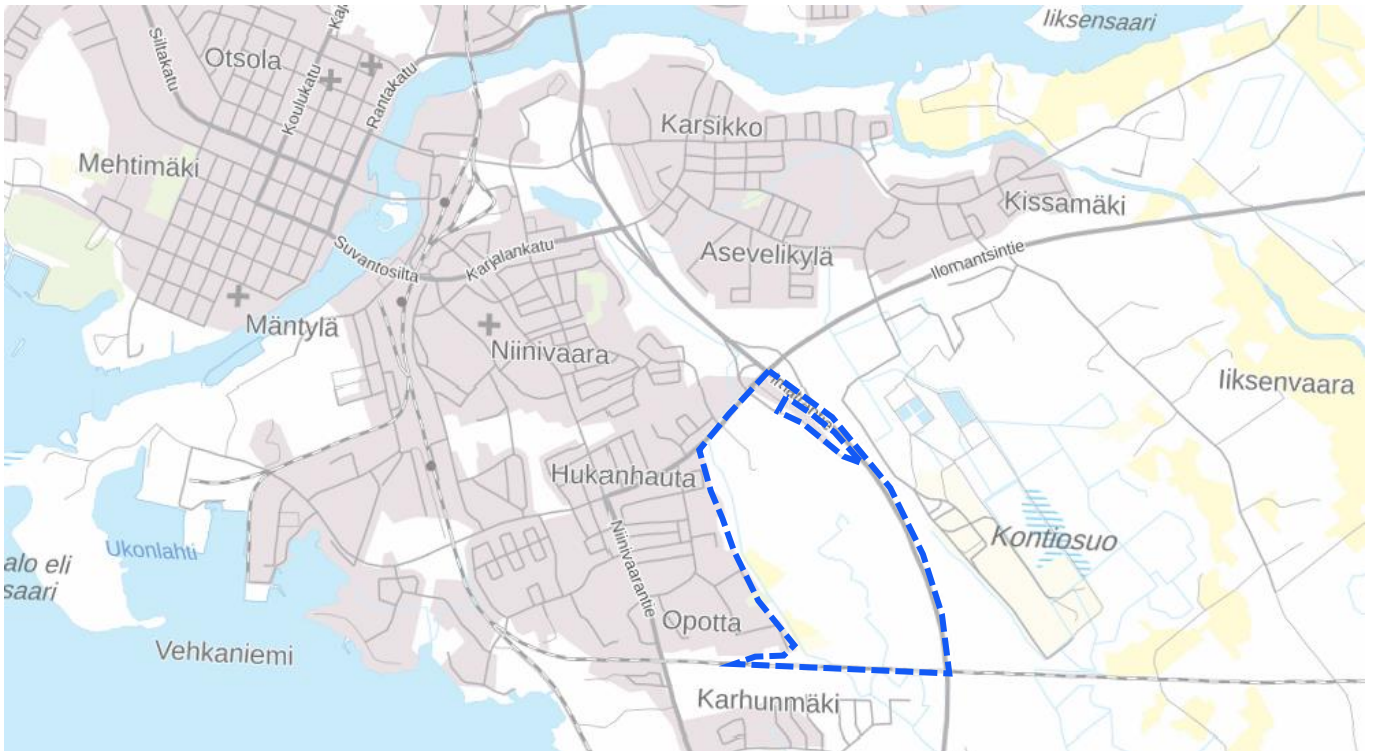 Iiksensaari
Otsola
Siltakatu
Koulukatu
Rantakatu
Karsikko
Mehtimäki
Kissamäki
Suvantosilta
Karjalankatu
Asevelikylä
Ilomantsintie
Mäntylä
Niinivaara
Iiksenvaara
Hukanhauta
Kontiosuo
Ukonlahti
alo eli
saari
Niinivaarantie
Opotta
Vehkaniemi
Karhunmäki